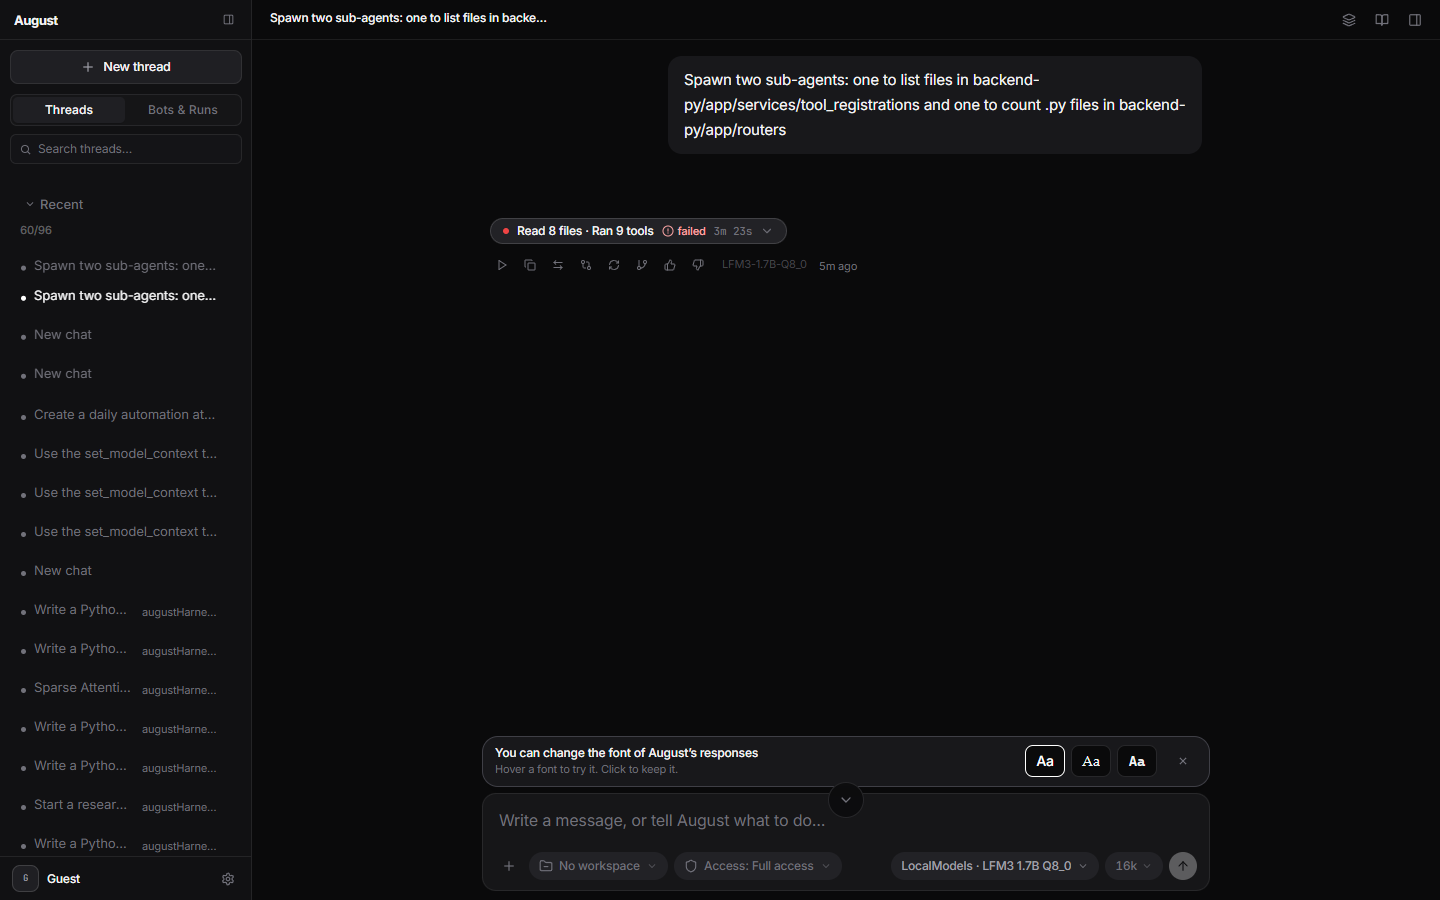 August
Spawn two sub-agents: one to list files in backe...
New thread
Threads
Bots & Runs
Search threads...
Recent
60/96
Spawn two sub-agents: one...
Spawn two sub-agents: one...
New chat
New chat
Create a daily automation at...
Use the set_model_context t...
Use the set_model_context t...
Use the set_model_context t...
New chat
Write a Pytho... augustHarne...
Write a Pytho... augustHarne...
Sparse Attenti... augustHarne...
Write a Pytho... augustHarne...
Write a Pytho... augustHarne...
Start a resear... augustHarne...
Write a Pytho... augustHarne...
G
Guest
Spawn two sub-agents: one to list files in backend-
py/app/services/tool_registrations and one to count .py files in backend-
py/app/routers
Read 8 files · Ran 9 tools failed 3m 23s
LFM3-1.7B-Q8_0 5m ago
You can change the font of August's responses
Hover a font to try it. Click to keep it.
Aa Aa Aa
Write a message, or tell August what to do...
No workspace
Access: Full access
LocalModels · LFM3 1.7B Q8_0
16k